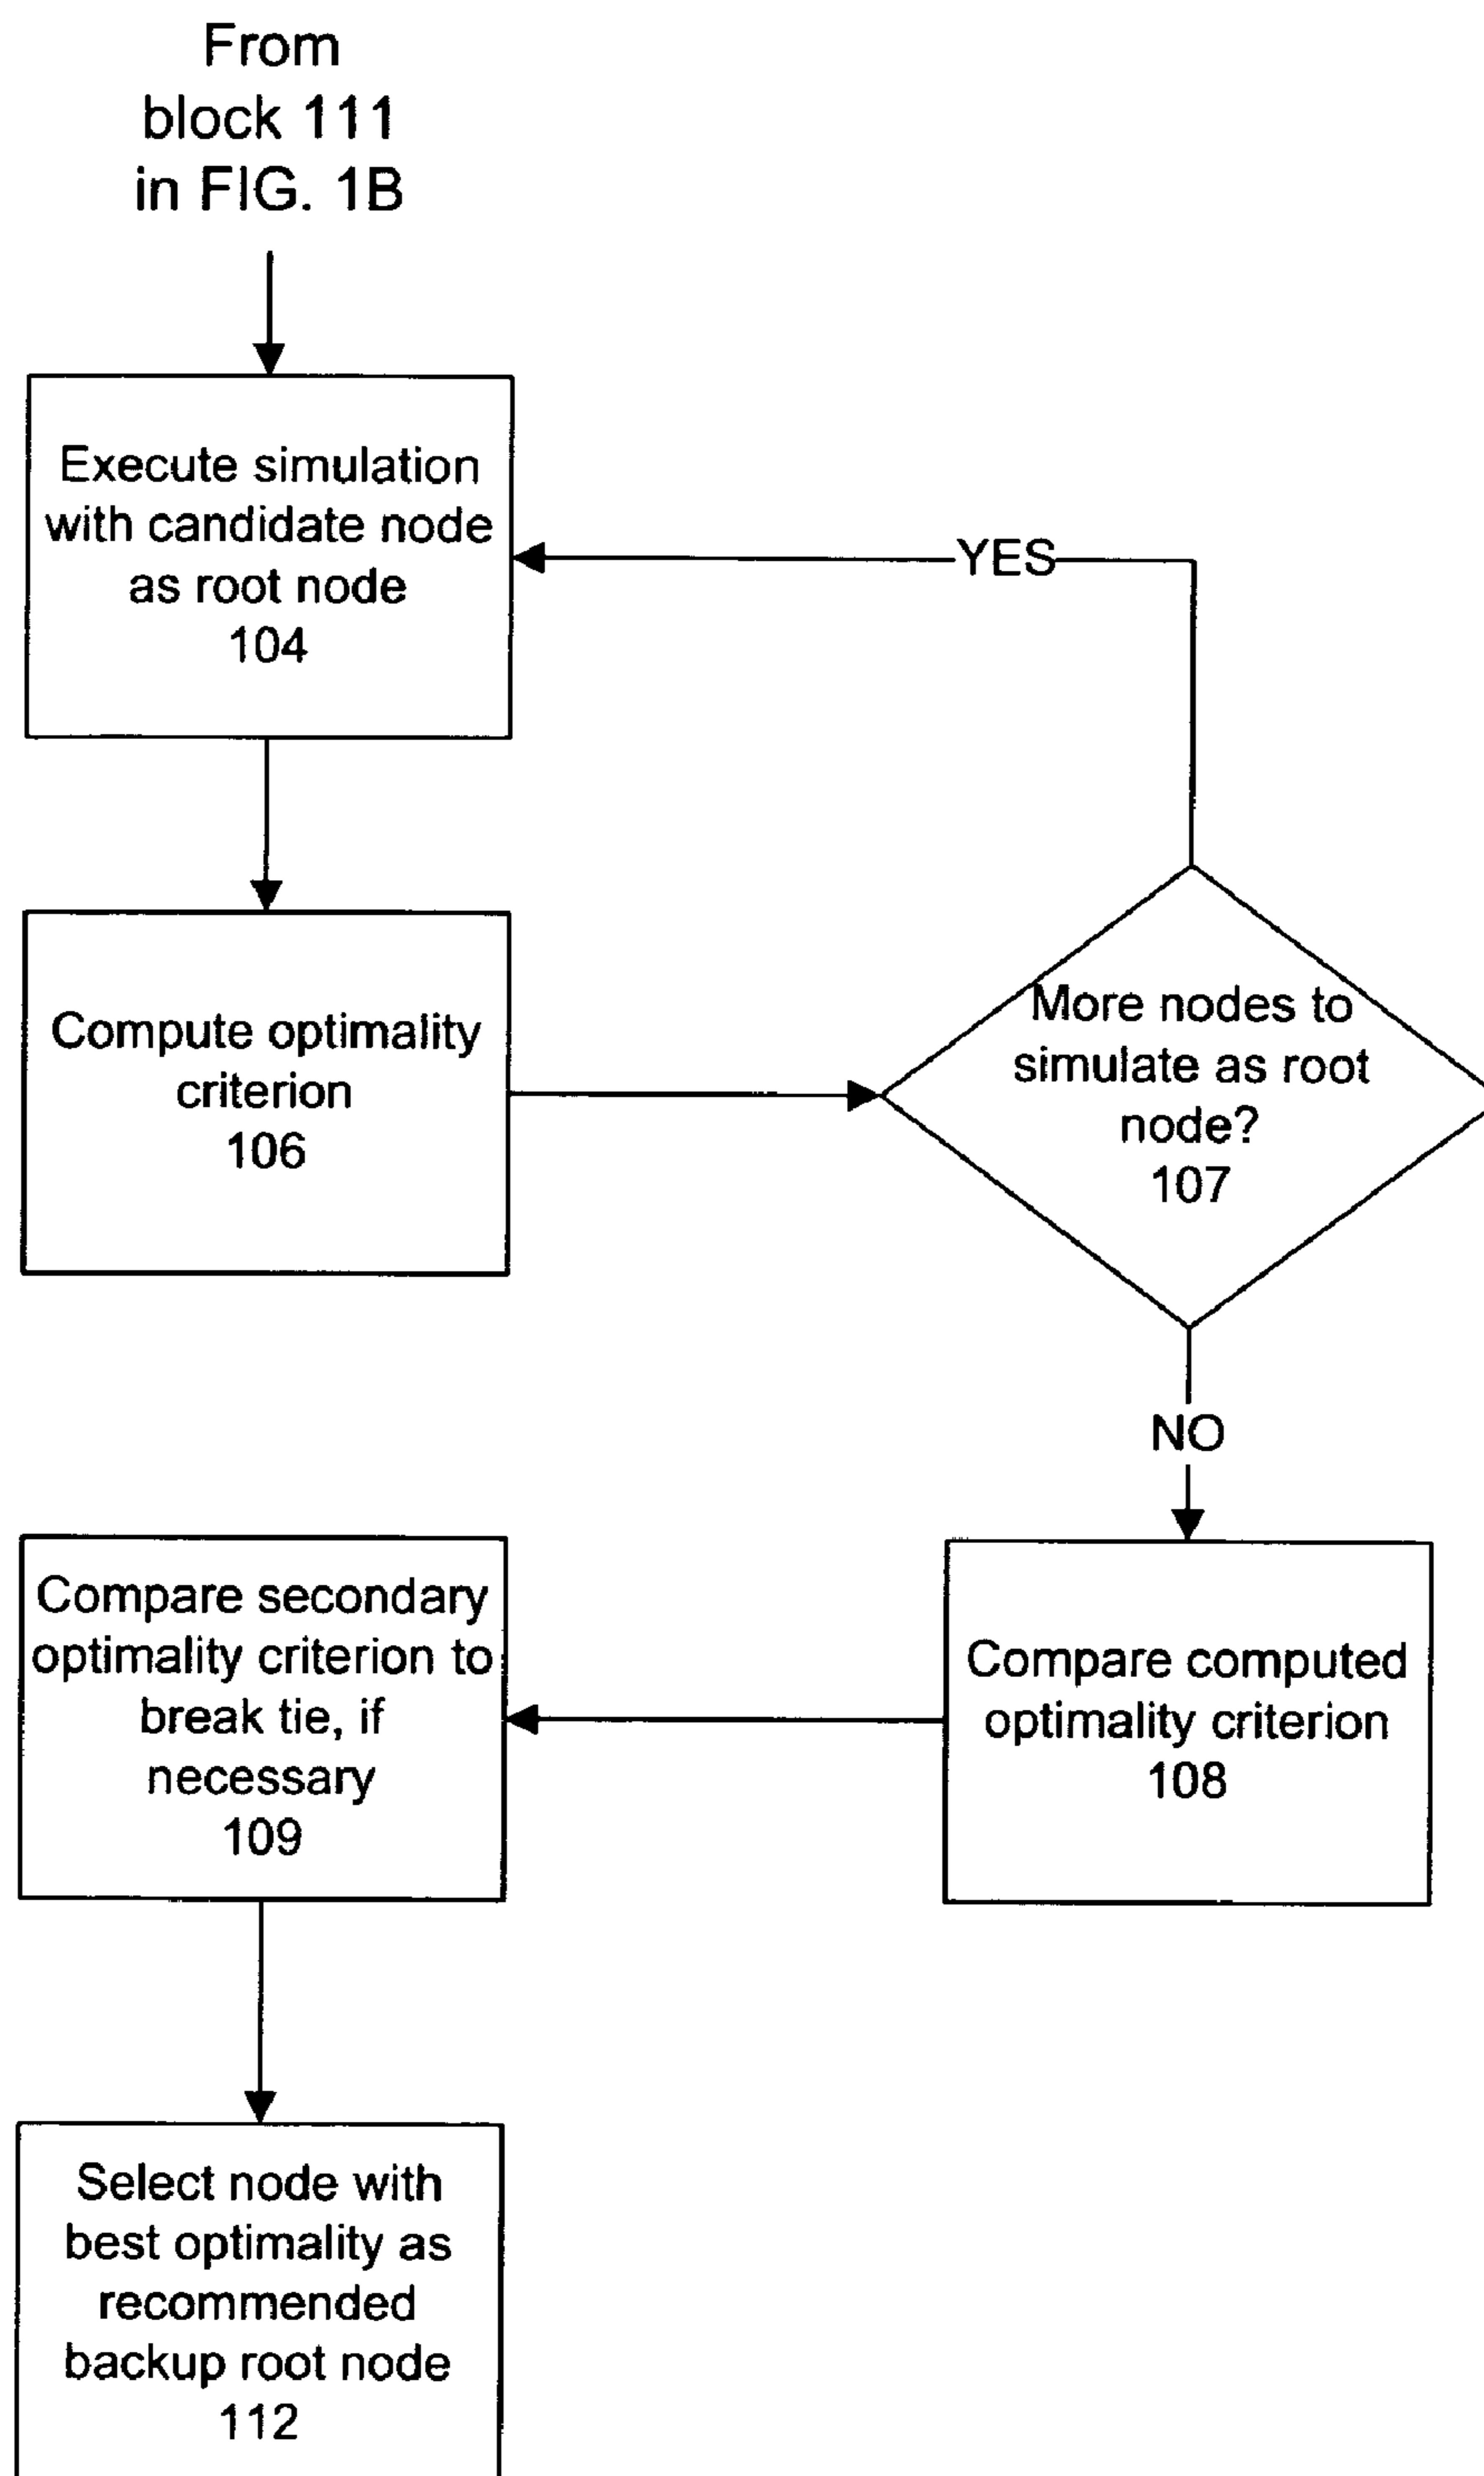 From
block 111
in FIG. 1B
Execute simulation
with candidate node
as root node
104
YES
Compute optimality
criterion
106
More nodes to
simulate as root
node?
107
NO
Compare secondary
optimality criterion to
break tie, if
necessary
109
Compare computed
optimality criterion
108
Select node with
best optimality as
recommended
backup root node
112